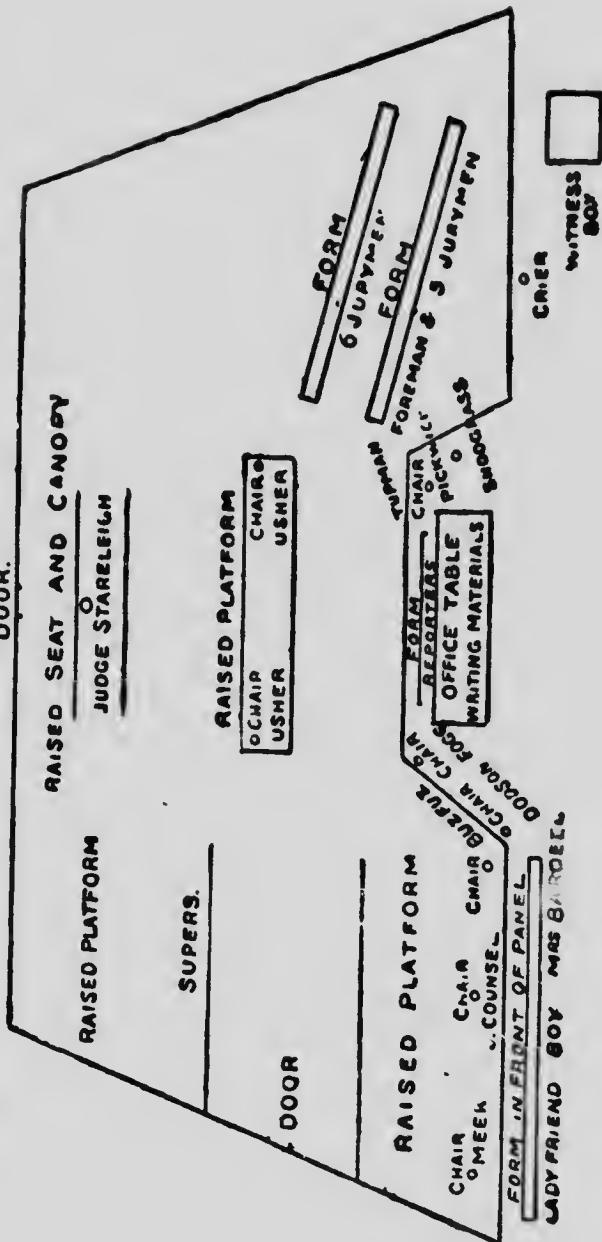 DOOR.
RAISED SEAT AND CANOPY
JUDGE STARELEIGH
RAISED PLATFORM
SUPERS.
DOOR
RAISED PLATFORM
CHAIR
USHER
CHAIR
USHER
FORM
6 JURYMEN
FORM
FOREMAN & 5 JURYMEN
RAISED PLATFORM
CHAIR
MEEK
CHAIR
COUNSEL
CHAIR
BUZFUZ
CHAIR
CHAIR
DODSON FOGG
FORM
REPORTERS
OFFICE TABLE
WRITING MATERIALS
TUPMAN
CHAIR
PICKWICK
SNODGRASS
CRIER
WITNESS
BOX
FORM IN FRONT OF PANEL
LADY FRIEND BOY MRS BARDELL